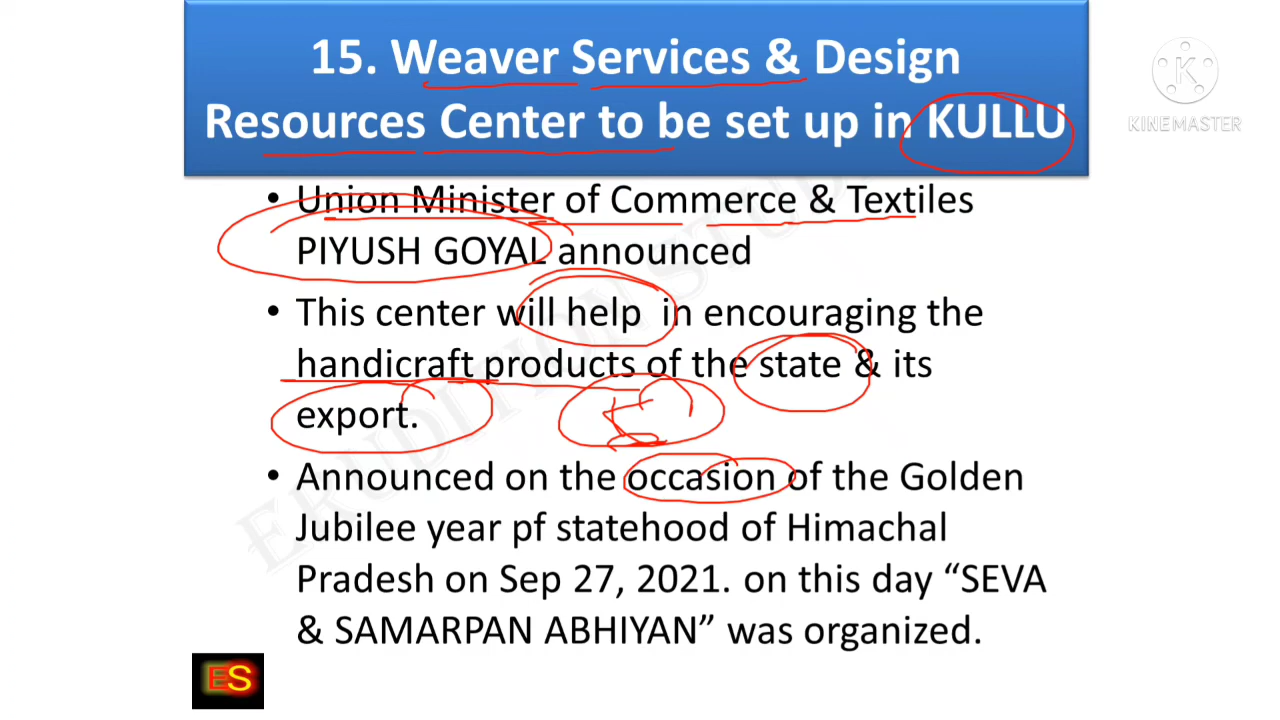 15. Weaver Services & Design
Resources Center to be set up in KULLU
KINEMASTER
• Union Minister of Commerce & Textiles
PIYUSH GOYAL announced
• This center will help in encouraging the
handicraft products of the state & its
export.
• Announced on the occasion of the Golden
Jubilee year pf statehood of Himachal
Pradesh on Sep 27, 2021. on this day “SEVA
& SAMARPAN ABHIYAN” was organized.
ERUDITION STUD
ES